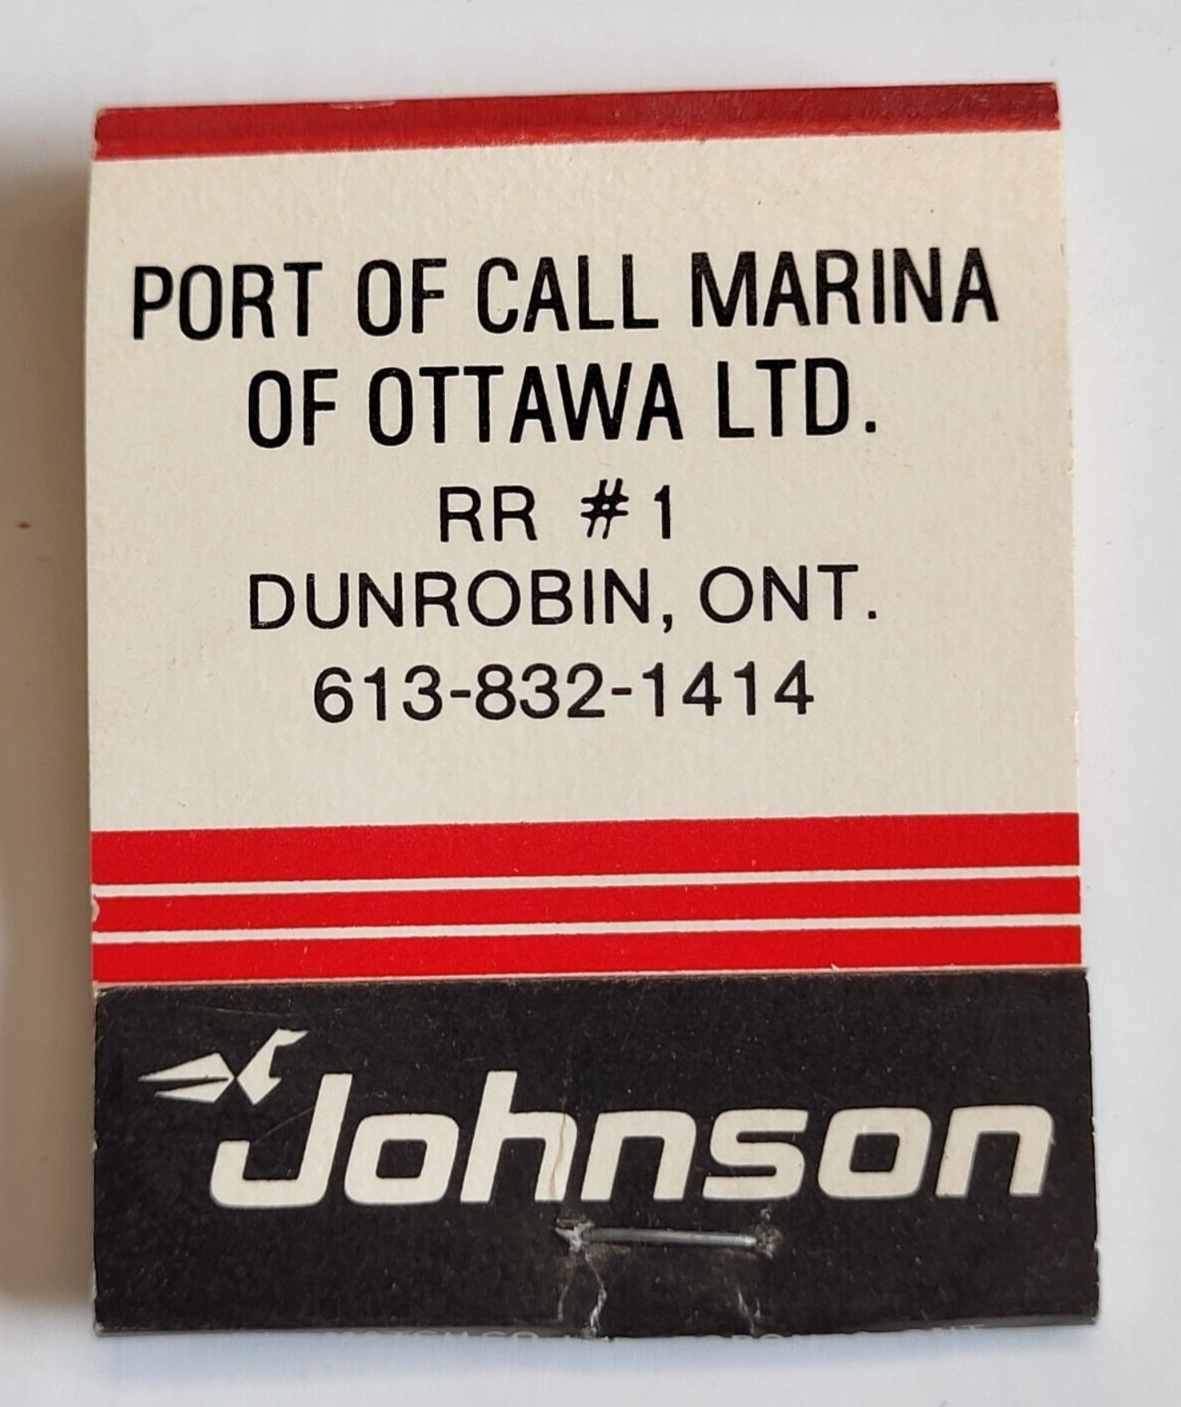 PORT OF CALL MARINA
OF OTTAWA LTD.
RR #1
DUNROBIN, ONT.
613-832-1414
Johnson